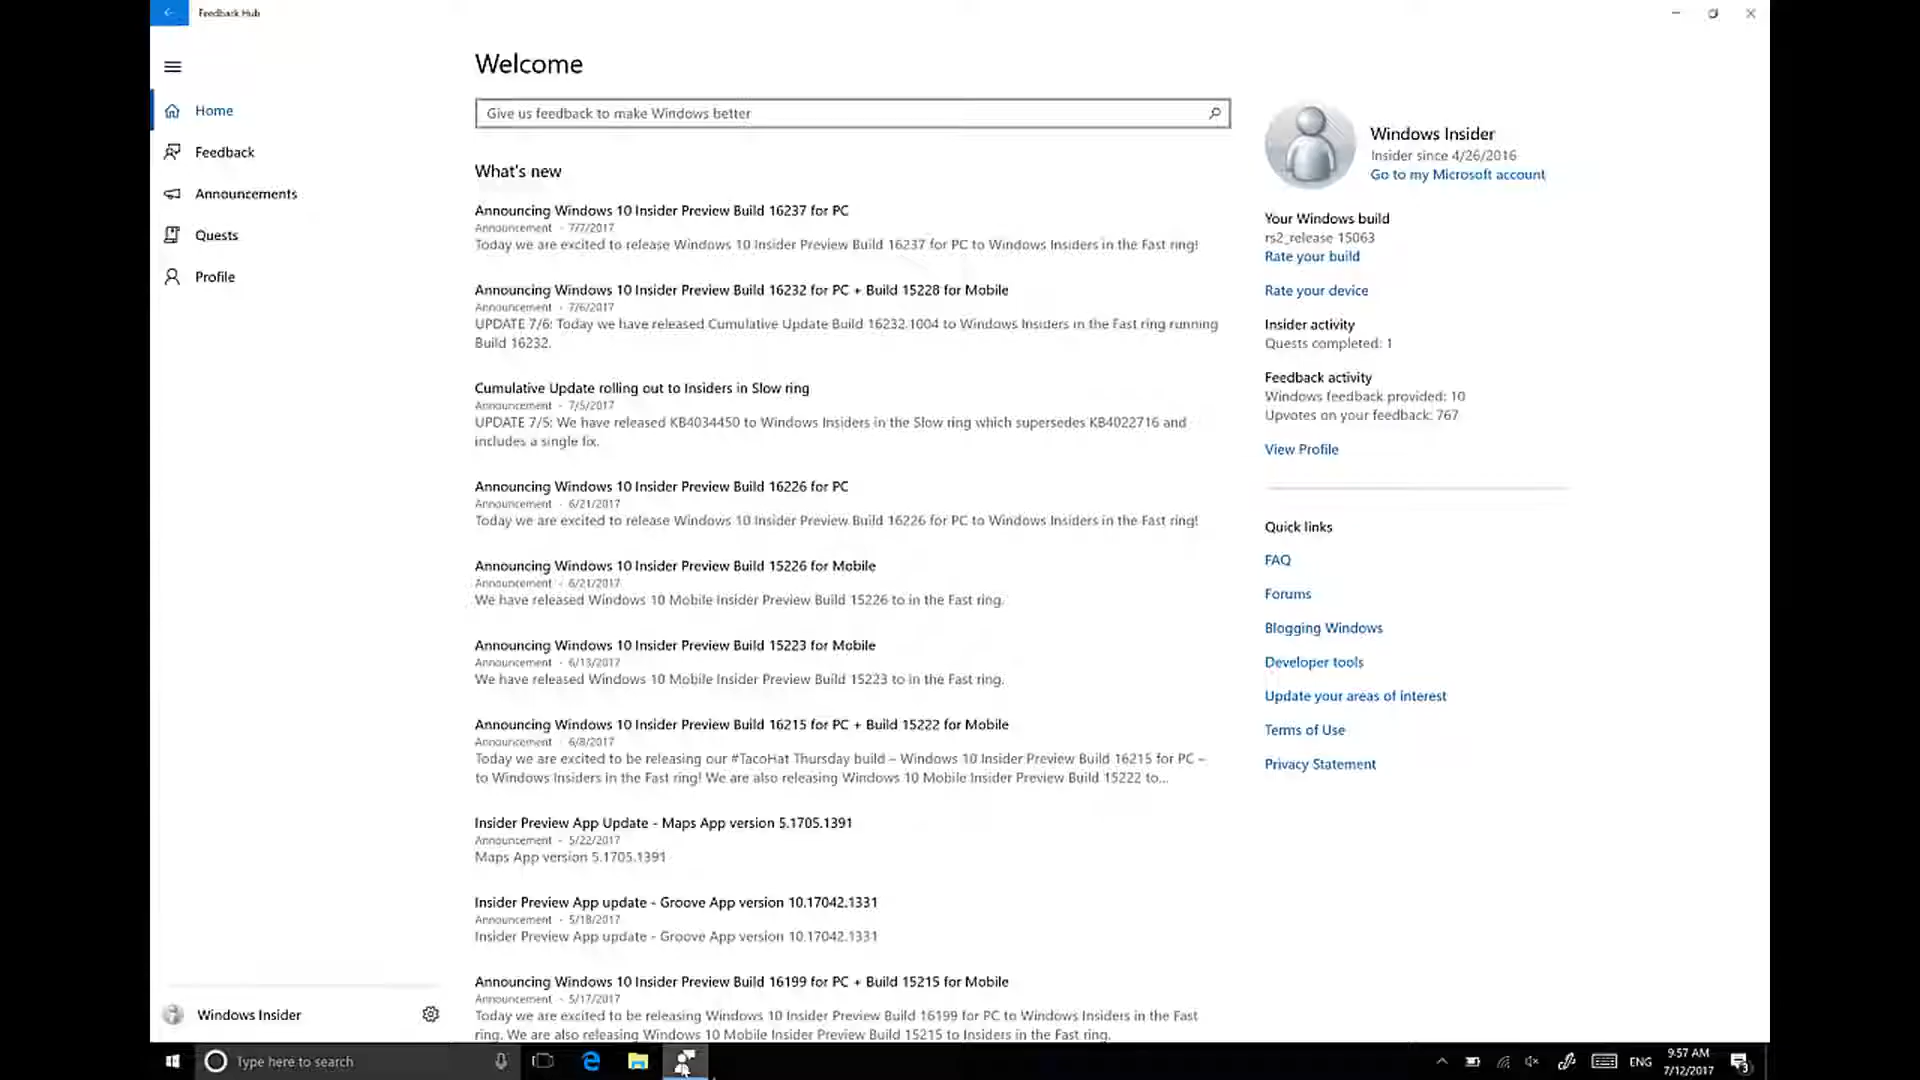 Feedback Hub
Welcome
Give us feedback to make Windows better
Home
Feedback
Announcements
Quests
Profile
What's new
Announcing Windows 10 Insider Preview Build 16237 for PC
Announcement - 7/7/2017
Today we are excited to release Windows 10 Insider Preview Build 16237 for PC to Windows Insiders in the Fast ring!
Announcing Windows 10 Insider Preview Build 16232 for PC + Build 15228 for Mobile
Announcement - 7/6/2017
UPDATE 7/6: Today we have released Cumulative Update Build 16232.1004 to Windows Insiders in the Fast ring running
Build 16232.
Cumulative Update rolling out to Insiders in Slow ring
Announcement - 7/5/2017
UPDATE 7/5: We have released KB4034450 to Windows Insiders in the Slow ring which supersedes KB4022716 and
includes a single fix.
Announcing Windows 10 Insider Preview Build 16226 for PC
Announcement - 6/21/2017
Today we are excited to release Windows 10 Insider Preview Build 16226 for PC to Windows Insiders in the Fast ring!
Announcing Windows 10 Insider Preview Build 15226 for Mobile
Announcement - 6/21/2017
We have released Windows 10 Mobile Insider Preview Build 15226 to in the Fast ring.
Announcing Windows 10 Insider Preview Build 15223 for Mobile
Announcement - 6/13/2017
We have released Windows 10 Mobile Insider Preview Build 15223 to in the Fast ring.
Announcing Windows 10 Insider Preview Build 16215 for PC + Build 15222 for Mobile
Announcement - 6/8/2017
Today we are excited to be releasing our #TacoHat Thursday build – Windows 10 Insider Preview Build 16215 for PC –
to Windows Insiders in the Fast ring! We are also releasing Windows 10 Mobile Insider Preview Build 15222 to...
Insider Preview App Update - Maps App version 5.1705.1391
Announcement - 5/22/2017
Maps App version 5.1705.1391
Insider Preview App update - Groove App version 10.17042.1331
Announcement - 5/18/2017
Insider Preview App update - Groove App version 10.17042.1331
Announcing Windows 10 Insider Preview Build 16199 for PC + Build 15215 for Mobile
Announcement - 5/17/2017
Today we are excited to be releasing Windows 10 Insider Preview Build 16199 for PC to Windows Insiders in the Fast
ring. We are also releasing Windows 10 Mobile Insider Preview Build 15215 to Insiders in the Fast ring.
Windows Insider
Insider since 4/26/2016
Go to my Microsoft account
Your Windows build
rs2_release 15063
Rate your build
Rate your device
Insider activity
Quests completed: 1
Feedback activity
Windows feedback provided: 10
Upvotes on your feedback: 767
View Profile
Quick links
FAQ
Forums
Blogging Windows
Developer tools
Update your areas of interest
Terms of Use
Privacy Statement
Windows Insider
Type here to search
ENG
9:57 AM
7/12/2017
3